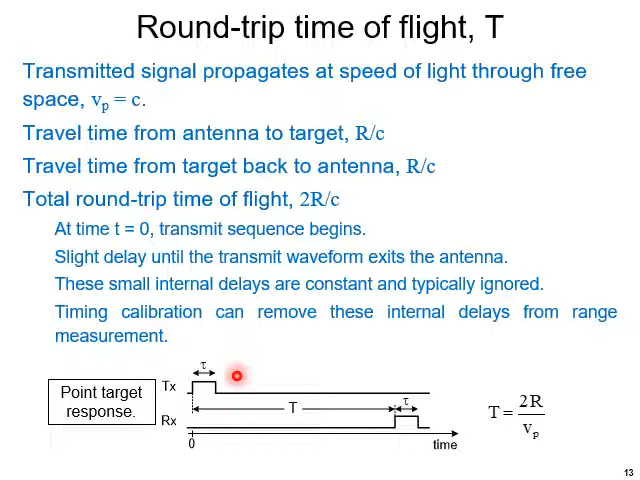 Round-trip time of flight, T
Transmitted signal propagates at speed of light through free
space, vₚ = c.
Travel time from antenna to target, R/c
Travel time from target back to antenna, R/c
Total round-trip time of flight, 2R/c
At time t = 0, transmit sequence begins.
Slight delay until the transmit waveform exits the antenna.
These small internal delays are constant and typically ignored.
Timing calibration can remove these internal delays from range
measurement.
Point target
response.
τ
Tx
T
τ
Rx
0
time
T = 2R / vₚ
13